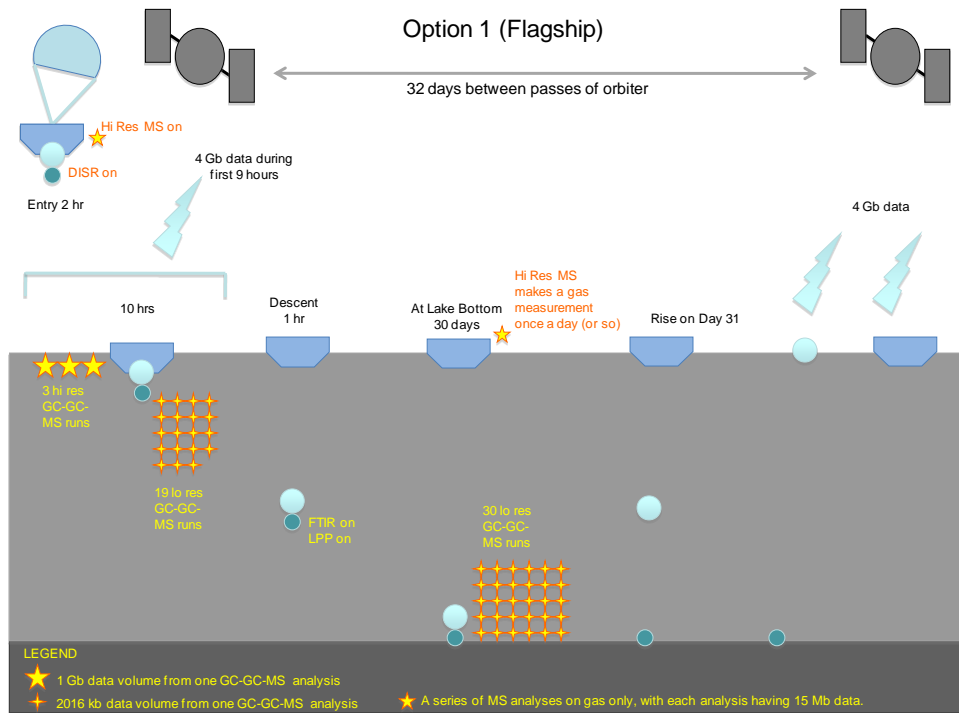 Option 1 (Flagship)
32 days between passes of orbiter
Hi Res MS on
DISR on
Entry 2 hr
4 Gb data during
first 9 hours
4 Gb data
10 hrs
Descent
1 hr
At Lake Bottom
30 days
Hi Res MS
makes a gas
measurement
once a day (or so)
Rise on Day 31
3 hi res
GC-GC-
MS runs
19 lo res
GC-GC-
MS runs
FTIR on
LPP on
30 lo res
GC-GC-
MS runs
LEGEND
1 Gb data volume from one GC-GC-MS analysis
2016 kb data volume from one GC-GC-MS analysis
A series of MS analyses on gas only, with each analysis having 15 Mb data.